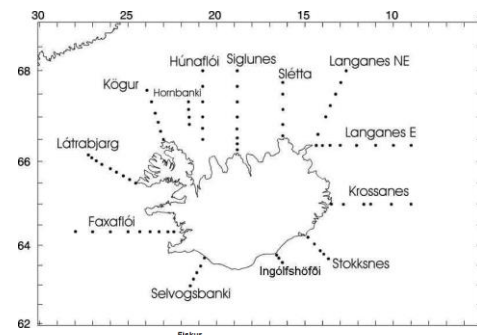 30 25 20 15 10
Húnaflói Siglunes
68
Kögur Hornbanki Slétta Langanes NE
Látrabjarg Langanes E
66
Krossanes
Faxaflói
64
Ingólfshöfði Stokksnes
Selvogsbanki
62
Fiskur